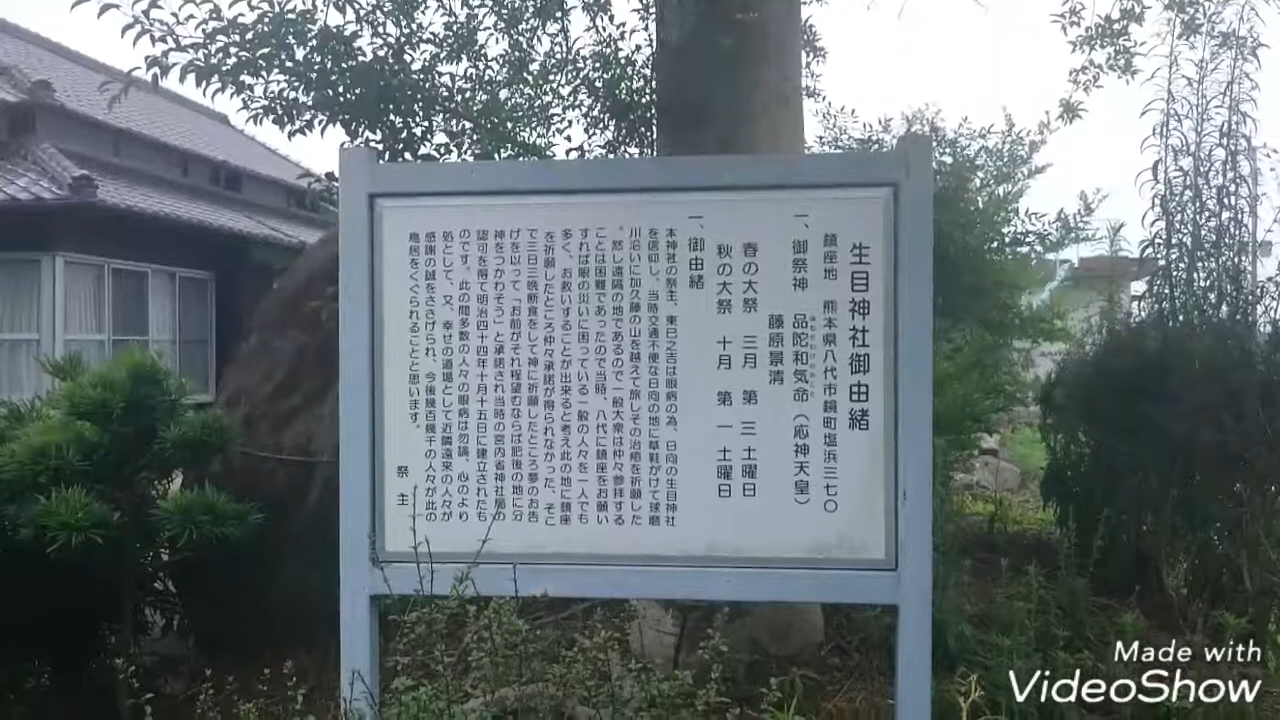 生目神社御由緒
鎮座地 熊本県八代市鏡町塩浜三七〇
一、御祭神 品陀和気命（応神天皇）
藤原景清
春の大祭 三月 第三土曜日
秋の大祭 十月 第一土曜日
一、御由緒
本神社の祭主、東巳之吉は眼病の為、日向の生目神社
を信仰し、当時交通不便な日向の地に草鞋がけで球磨
川沿いに加久藤の山を越えて旅しその治癒を祈願した
。然し遠隔の地であるので一般大衆は仲々参拝する
ことは困難であったので当時、八代に鎮座をお願い
すれば眼の災いに困っている一般の人々を一人でも
多く、お救いすることが出来ると考え此の地に鎮座
を祈願したところ仲々承諾が得られなかった、そこ
で三日三晩断食をして神に祈願したところ夢のお告
げを以って「お前がそれ程望むならば肥後の地に分
神をつかわそう」と承諾され当時の宮内省神社局の
認可を得て明治四十四年十月十五日に建立されたも
のです。此の間多数の人々の眼病は勿論、心のより
処として、又、幸せの道場として近隣遠来の人々が
感謝の誠をささげられ、今後幾百幾千の人々が此の
鳥居をくぐられることと思います。
祭主
Made with
VideoShow